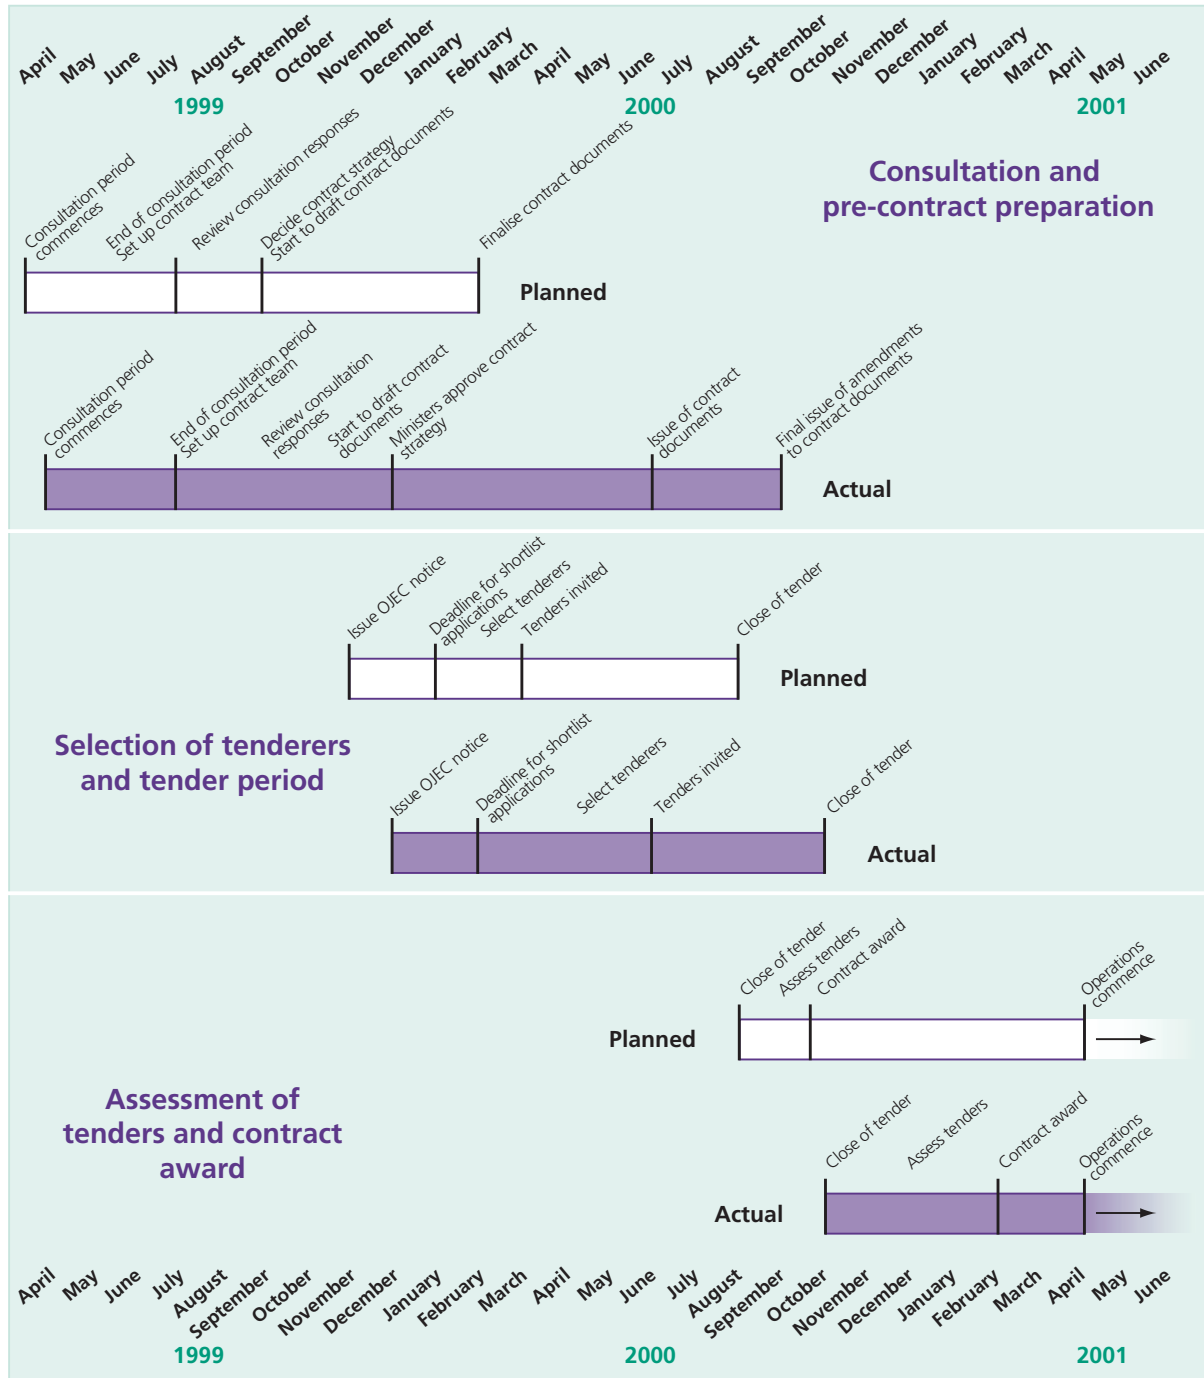 April
May
June
July
August
September
October
November
December
January
February
March
April
May
June
July
August
September
October
November
December
January
February
March
April
May
June
1999
2000
2001
Consultation and
pre-contract preparation
Consultation period
commences
End of consultation period
Set up contract team
Review consultation responses
Decide contract strategy
Start to draft contract documents
Finalise contract documents
Planned
Consultation period
commences
End of consultation period
Set up contract team
Review consultation
responses
Start to draft contract
documents
Ministers approve contract
strategy
Issue of contract
documents
Final issue of amendments
to contract documents
Actual
Issue OJEC notice
Deadline for shortlist
applications
Select tenderers
Tenders invited
Close of tender
Planned
Selection of tenderers
and tender period
Issue OJEC notice
Deadline for shortlist
applications
Select tenderers
Tenders invited
Close of tender
Actual
Close of tender
Assess tenders
Contract award
Operations
commence
Planned
Assessment of
tenders and contract
award
Close of tender
Assess tenders
Contract award
Operations
commence
Actual
April
May
June
July
August
September
October
November
December
January
February
March
April
May
June
July
August
September
October
November
December
January
February
March
April
May
June
1999
2000
2001